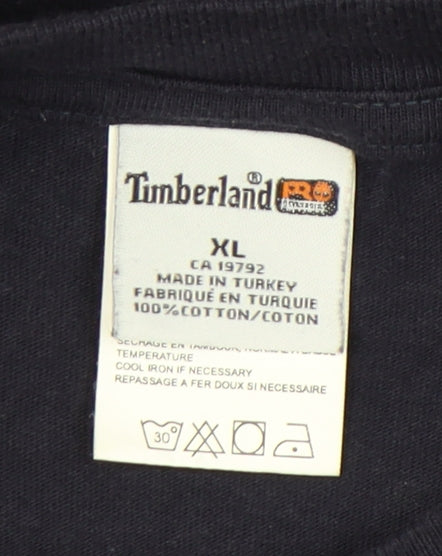 Timberland® PRO
XL
CA 19792
MADE IN TURKEY
FABRIQUÉ EN TURQUIE
100%COTTON/COTON
TEMPERATURE
COOL IRON IF NECESSARY
REPASSAGE A FER DOUX SI NECESSAIRE
30°